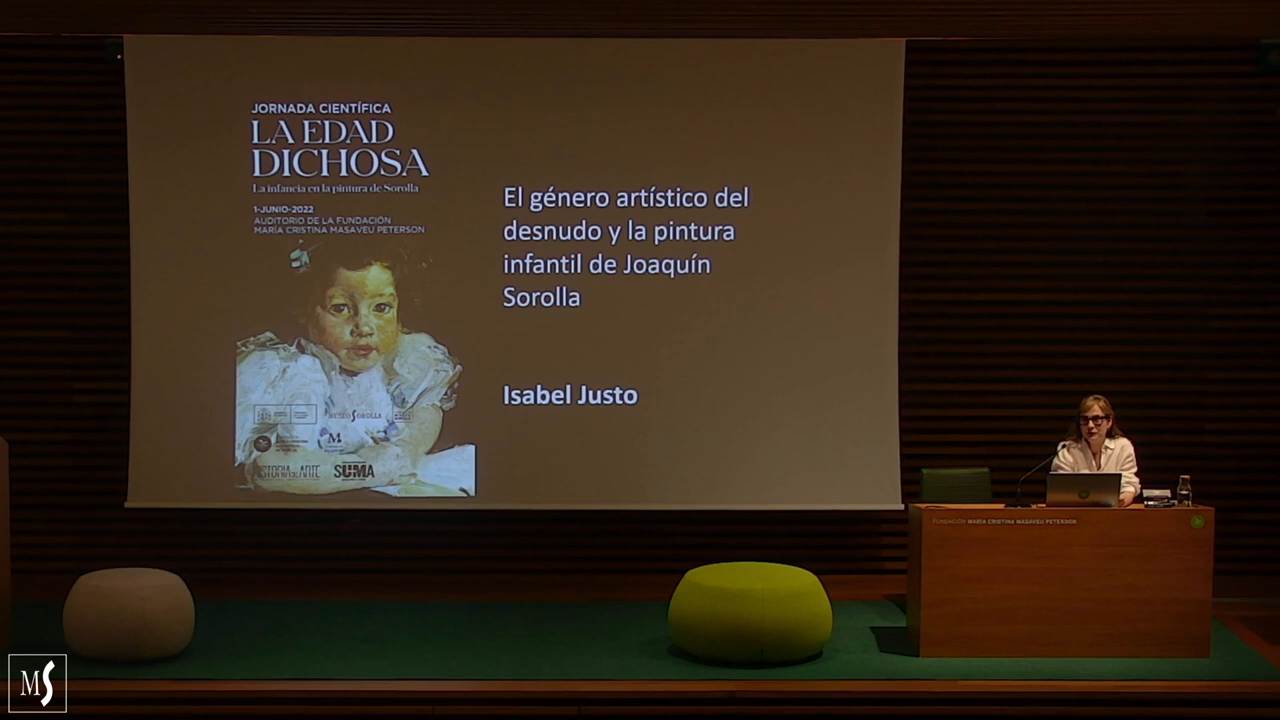 JORNADA CIENTÍFICA
LA EDAD
DICHOSA
La infancia en la pintura de Sorolla
1-JUNIO-2022
AUDITORIO DE LA FUNDACIÓN
MARÍA CRISTINA MASAVEU PETERSON
MUSEO SOROLLA
M
HISTORIA DEL ARTE
SUMA
El género artístico del
desnudo y la pintura
infantil de Joaquín
Sorolla
Isabel Justo
FUNDACIÓN MARÍA CRISTINA MASAVEU PETERSON
MS